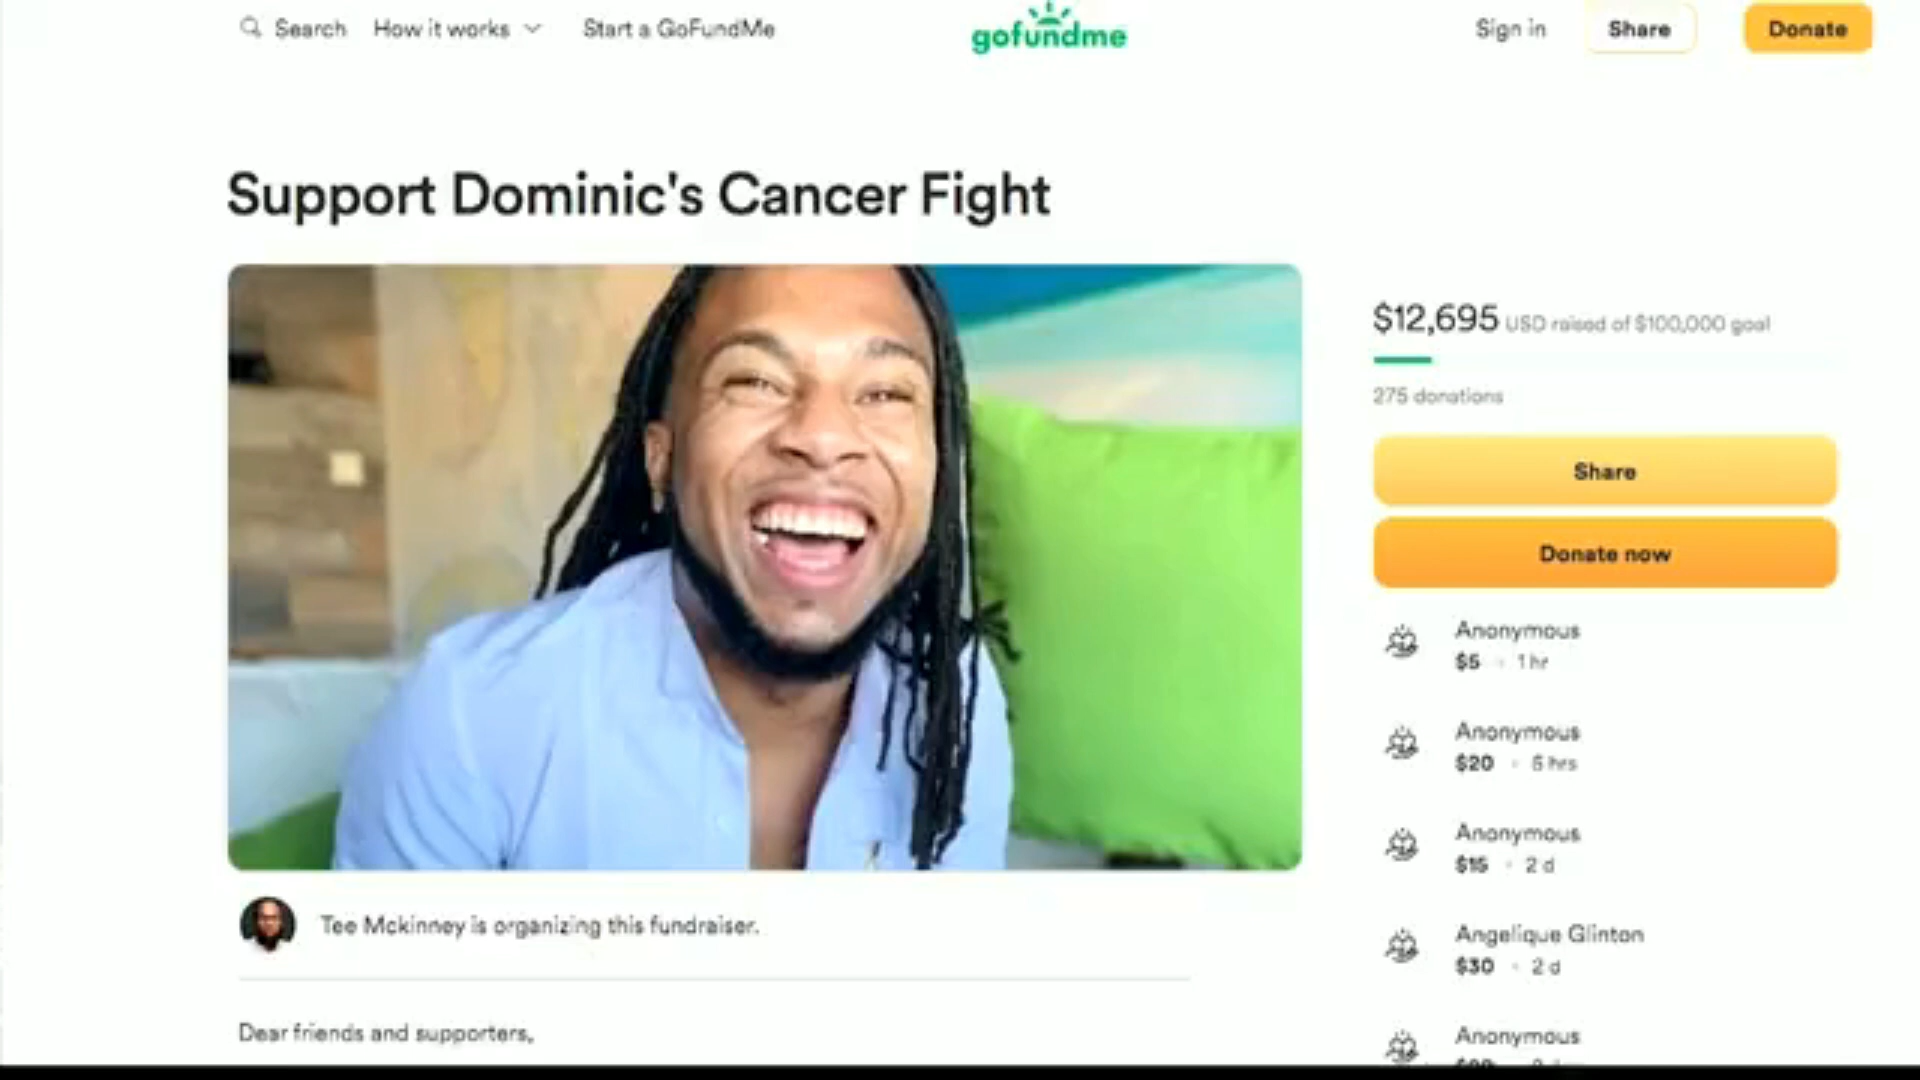 Search How it works Start a GoFundMe gofundme Sign in Share Donate
Support Dominic's Cancer Fight
$12,695 USD raised of $100,000 goal
275 donations
Share
Donate now
Anonymous
$5 • 1 hr
Anonymous
$20 • 5 hrs
Anonymous
$15 • 2 d
Angelique Glinton
$30 • 2 d
Anonymous
Tee Mckinney is organizing this fundraiser.
Dear friends and supporters,